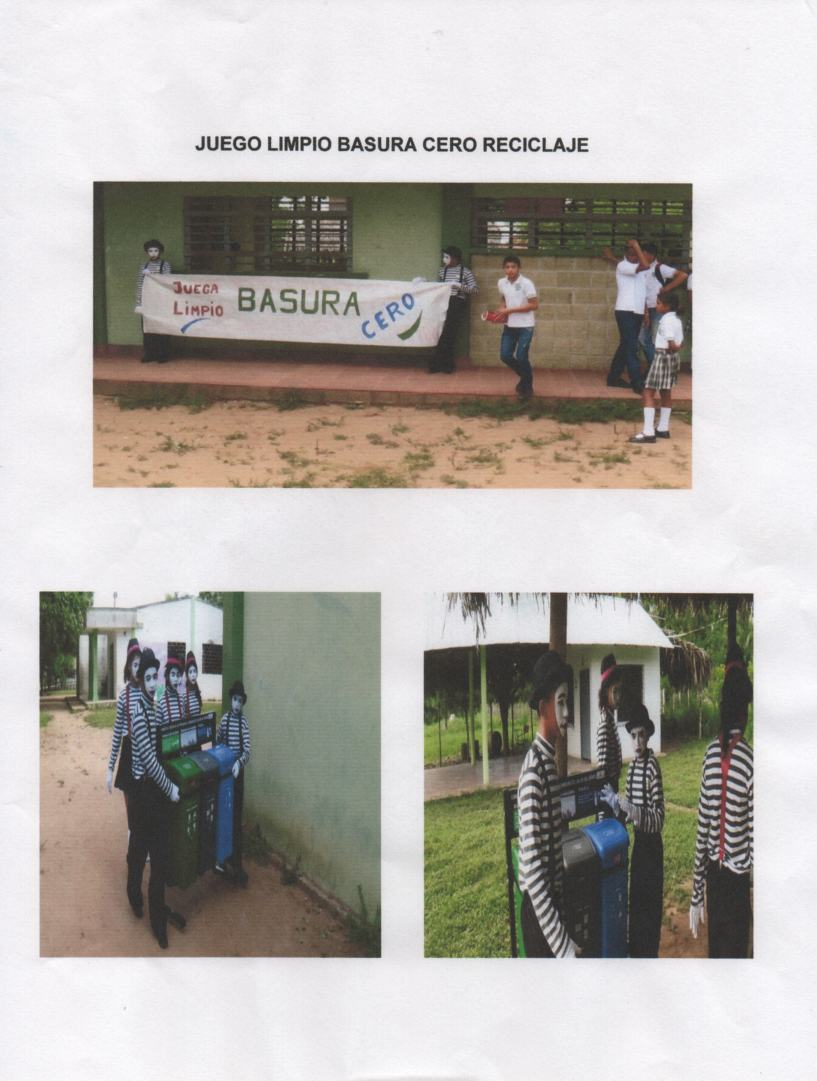 JUEGO LIMPIO BASURA CERO RECICLAJE
JUEGA
LIMPIO
BASURA
CERO